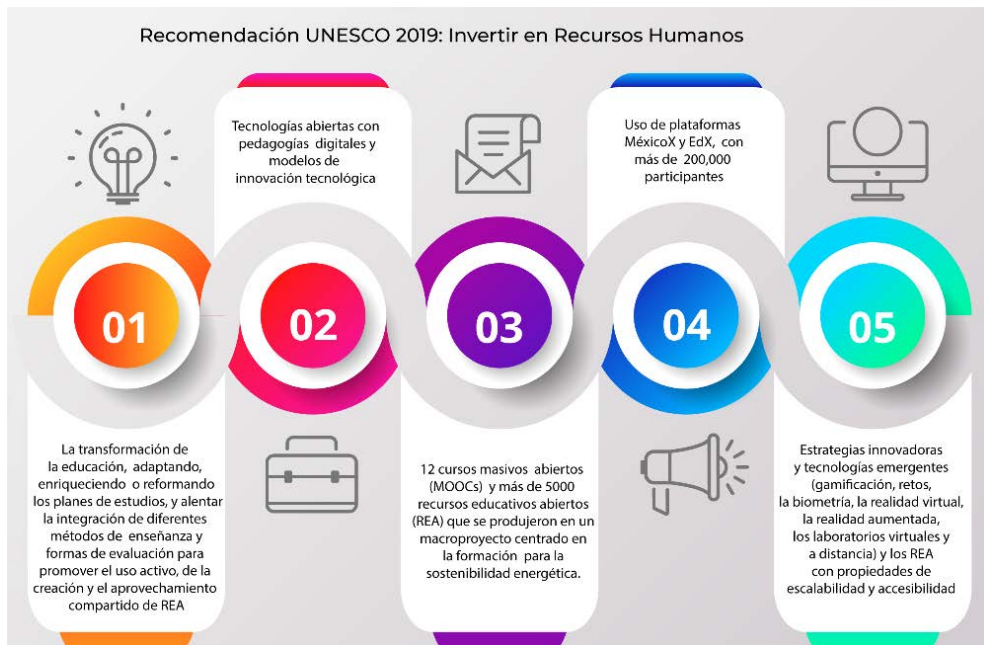 Recomendación UNESCO 2019: Invertir en Recursos Humanos
01
La transformación de
la educación, adaptando,
enriqueciendo o reformando
los planes de estudios, y alentar
la integración de diferentes
métodos de enseñanza y
formas de evaluación para
promover el uso activo, de la
creación y el aprovechamiento
compartido de REA
Tecnologías abiertas con
pedagogías digitales y
modelos de
innovación tecnológica
02
03
12 cursos masivos abiertos
(MOOCs) y más de 5000
recursos educativos abiertos
(REA) que se produjeron en un
macroproyecto centrado en
la formación para la
sostenibilidad energética.
Uso de plataformas
MéxicoX y EdX, con
más de 200,000
participantes
04
05
Estrategias innovadoras
y tecnologías emergentes
(gamificación, retos,
la biometría, la realidad virtual,
la realidad aumentada,
los laboratorios virtuales y
a distancia) y los REA
con propiedades de
escalabilidad y accesibilidad